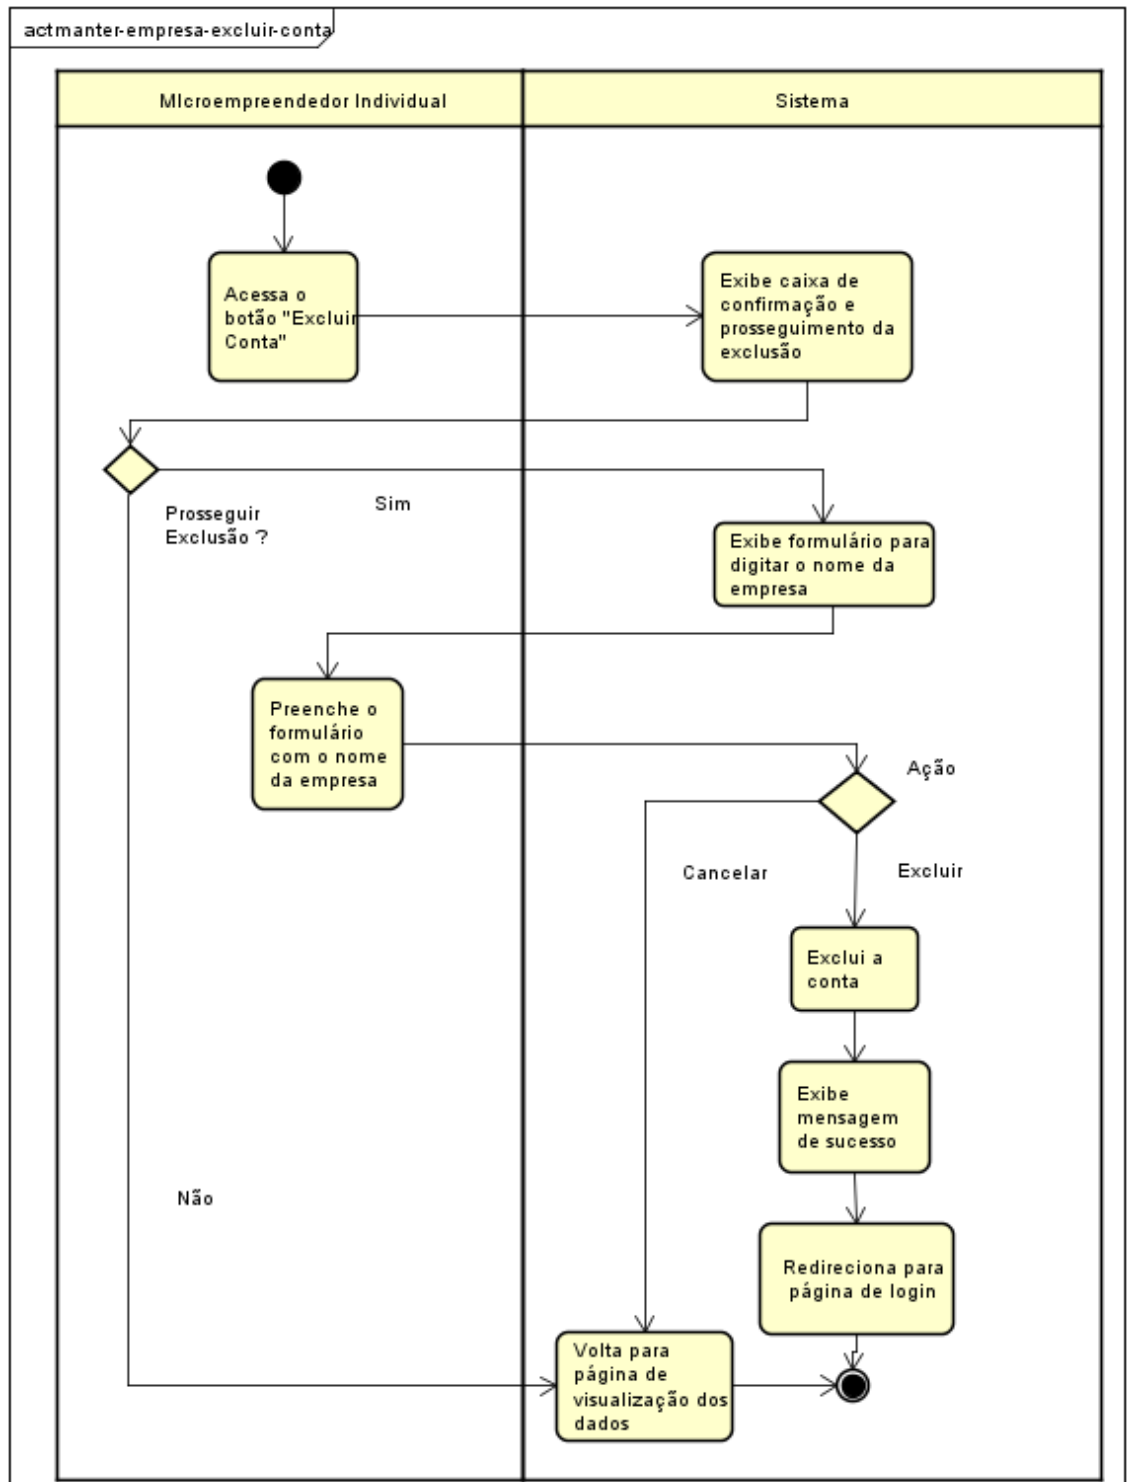 actmanter-empresa-excluir-conta
MIcroempreendedor Individual
Sistema
Acessa o
botão "Excluir
Conta"
Exibe caixa de
confirmação e
prosseguimento da
exclusão
Prosseguir
Exclusão ?
Sim
Exibe formulário para
digitar o nome da
empresa
Preenche o
formulário
com o nome
da empresa
Ação
Cancelar
Excluir
Exclui a
conta
Exibe
mensagem
de sucesso
Não
Redireciona para
página de login
Volta para
página de
visualização dos
dados